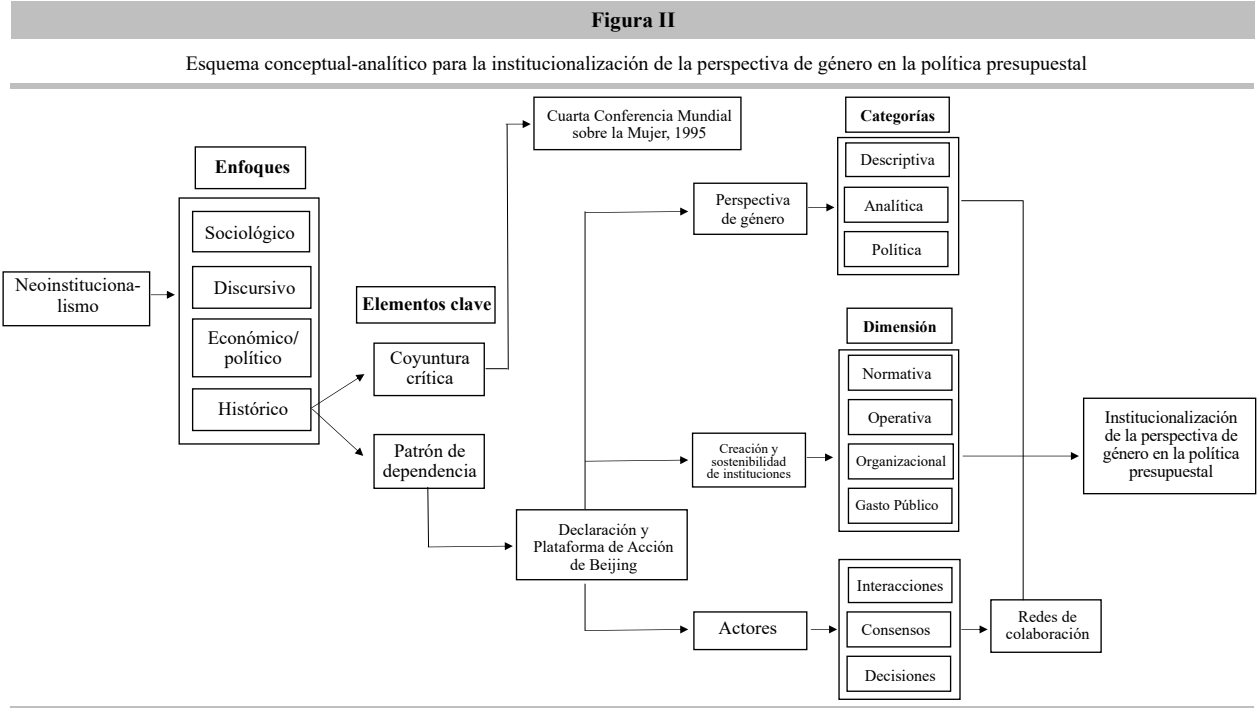 Figura II
Esquema conceptual-analítico para la institucionalización de la perspectiva de género en la política presupuestal
Neoinstituciona-
lismo
Enfoques
Sociológico
Discursivo
Económico/
político
Histórico
Elementos clave
Coyuntura
crítica
Patrón de
dependencia
Cuarta Conferencia Mundial
sobre la Mujer, 1995
Declaración y
Plataforma de Acción
de Beijing
Perspectiva
de género
Categorías
Descriptiva
Analítica
Política
Creación y
sostenibilidad
de instituciones
Dimensión
Normativa
Operativa
Organizacional
Gasto Público
Actores
Interacciones
Consensos
Decisiones
Redes de
colaboración
Institucionalización
de la perspectiva de
género en la política
presupuestal